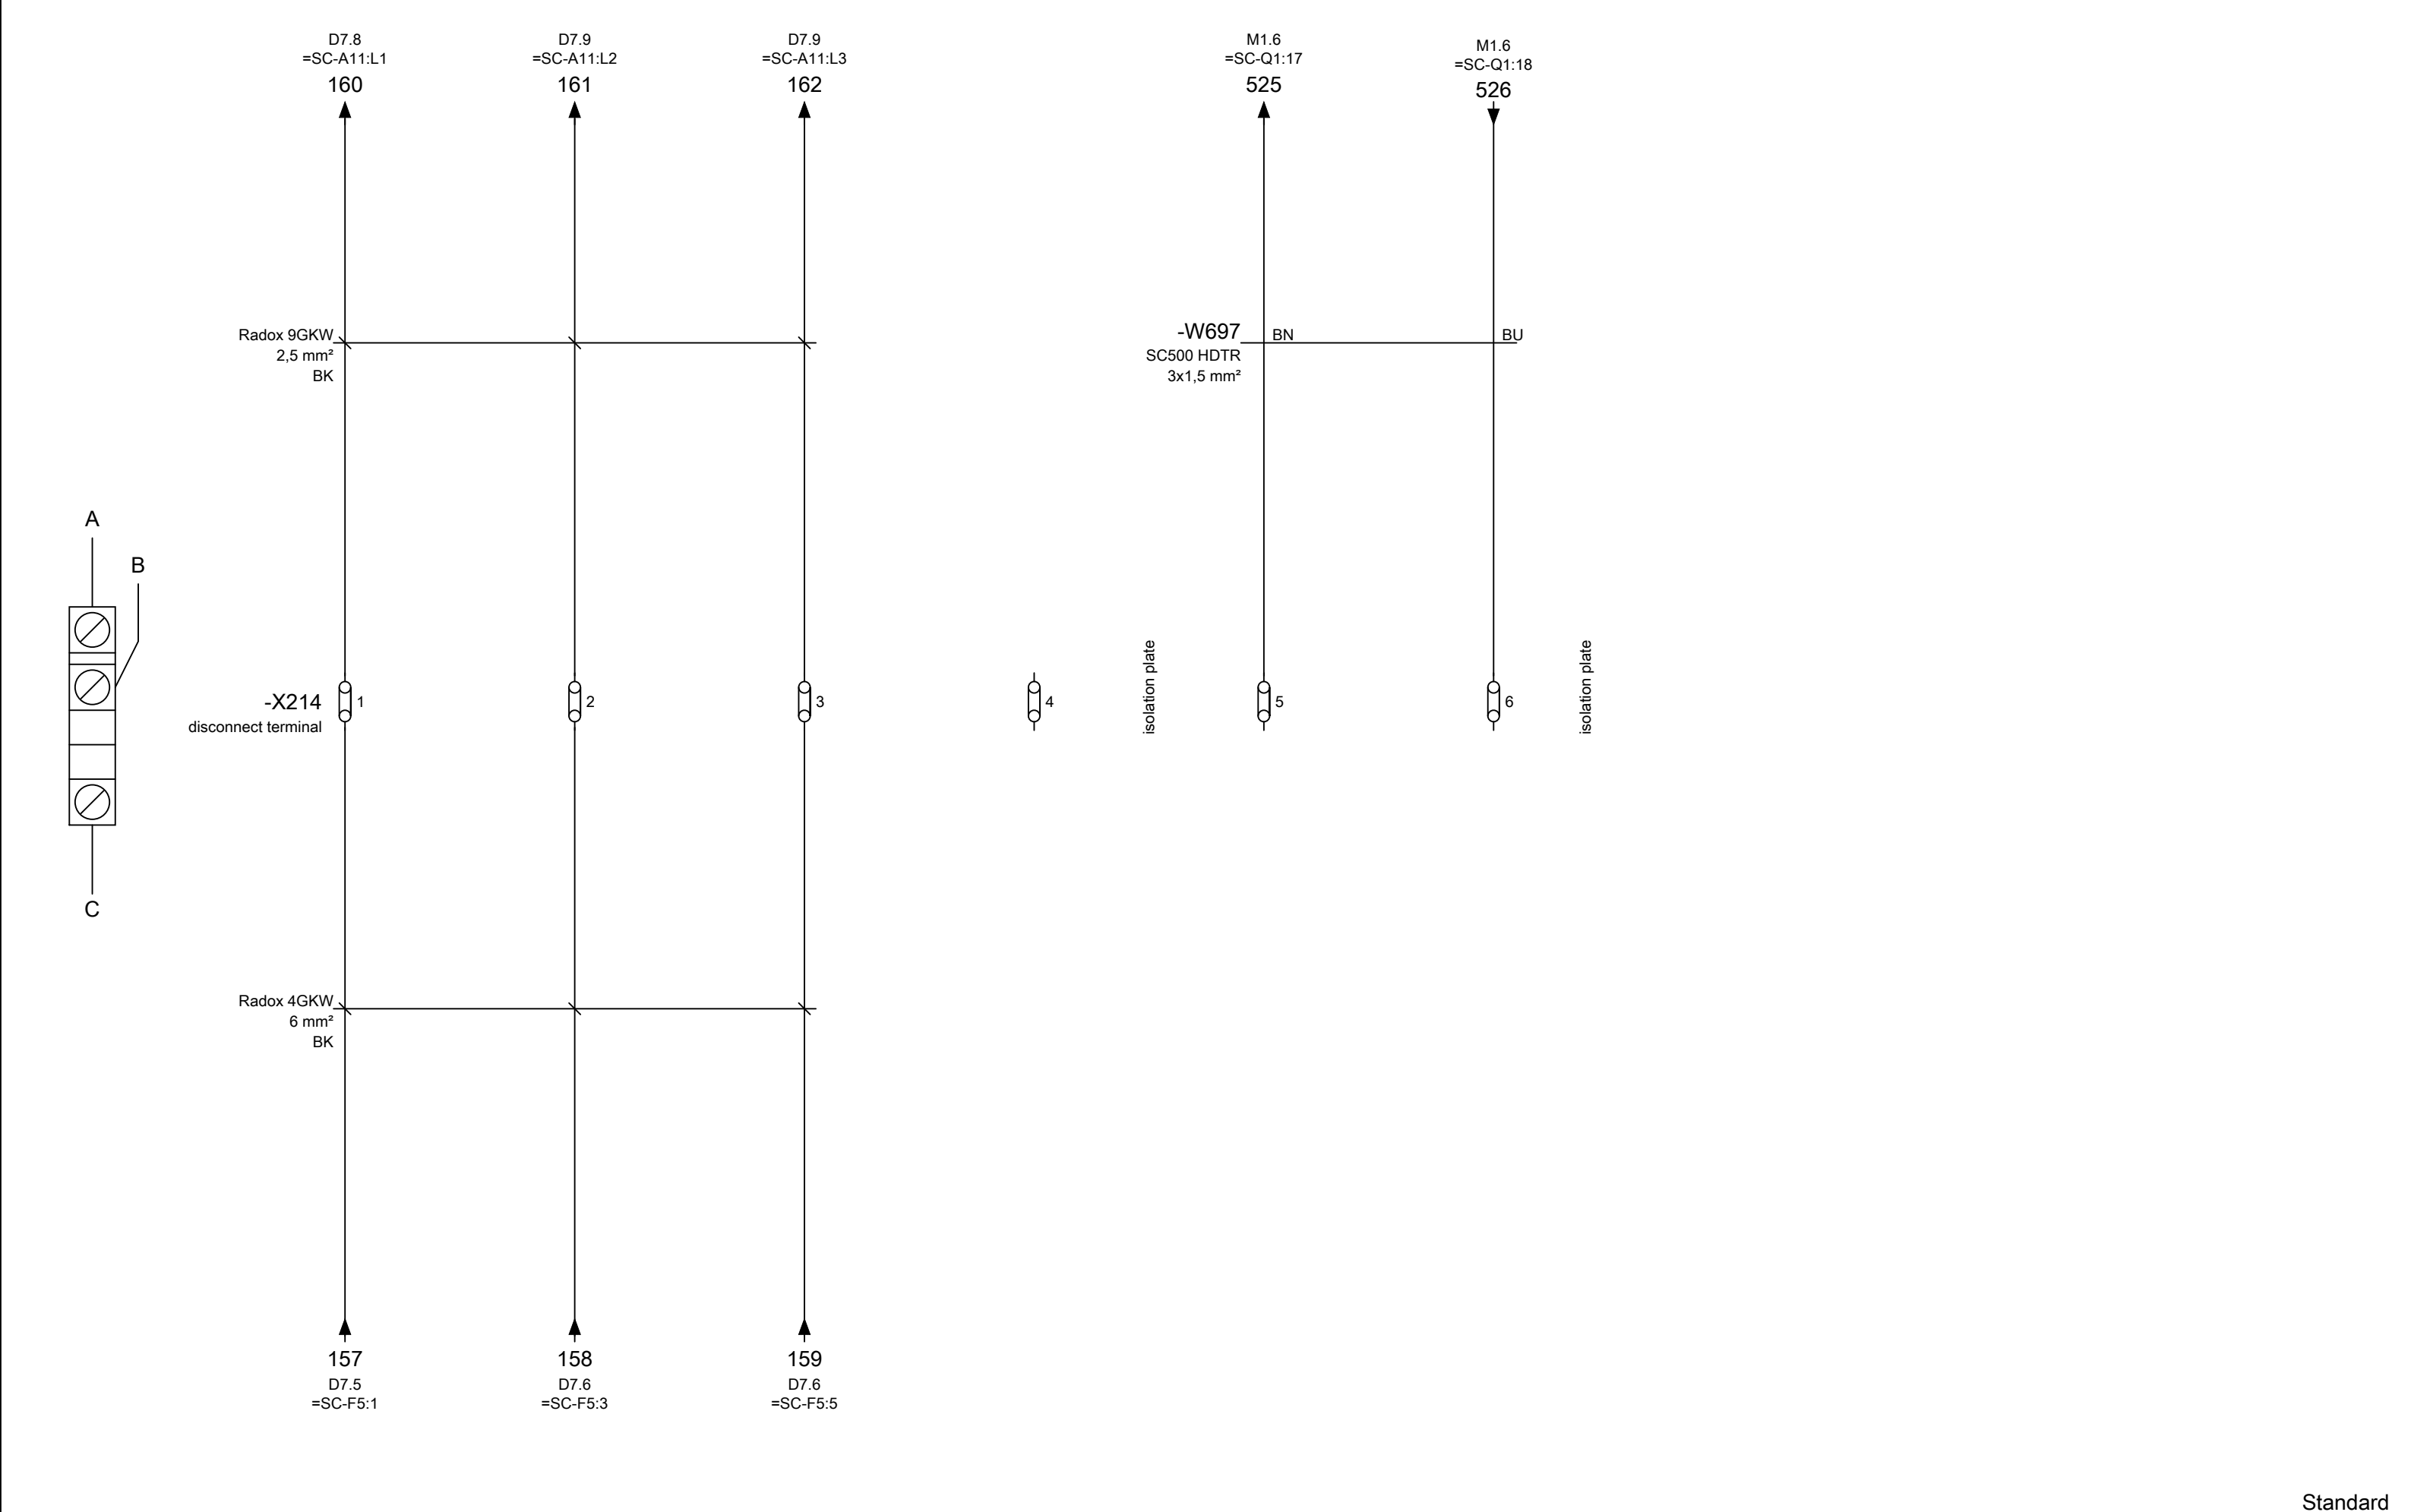 D7.8
=SC-A11:L1
160
D7.9
=SC-A11:L2
161
D7.9
=SC-A11:L3
162
M1.6
=SC-Q1:17
525
M1.6
=SC-Q1:18
526
Radox 9GKW
2,5 mm²
BK
-W697
SC500 HDTR
3x1,5 mm²
BN
BU
A
B
C
-X214
disconnect terminal
1
2
3
4
isolation plate
5
6
isolation plate
Radox 4GKW
6 mm²
BK
157
D7.5
=SC-F5:1
158
D7.6
=SC-F5:3
159
D7.6
=SC-F5:5
Standard